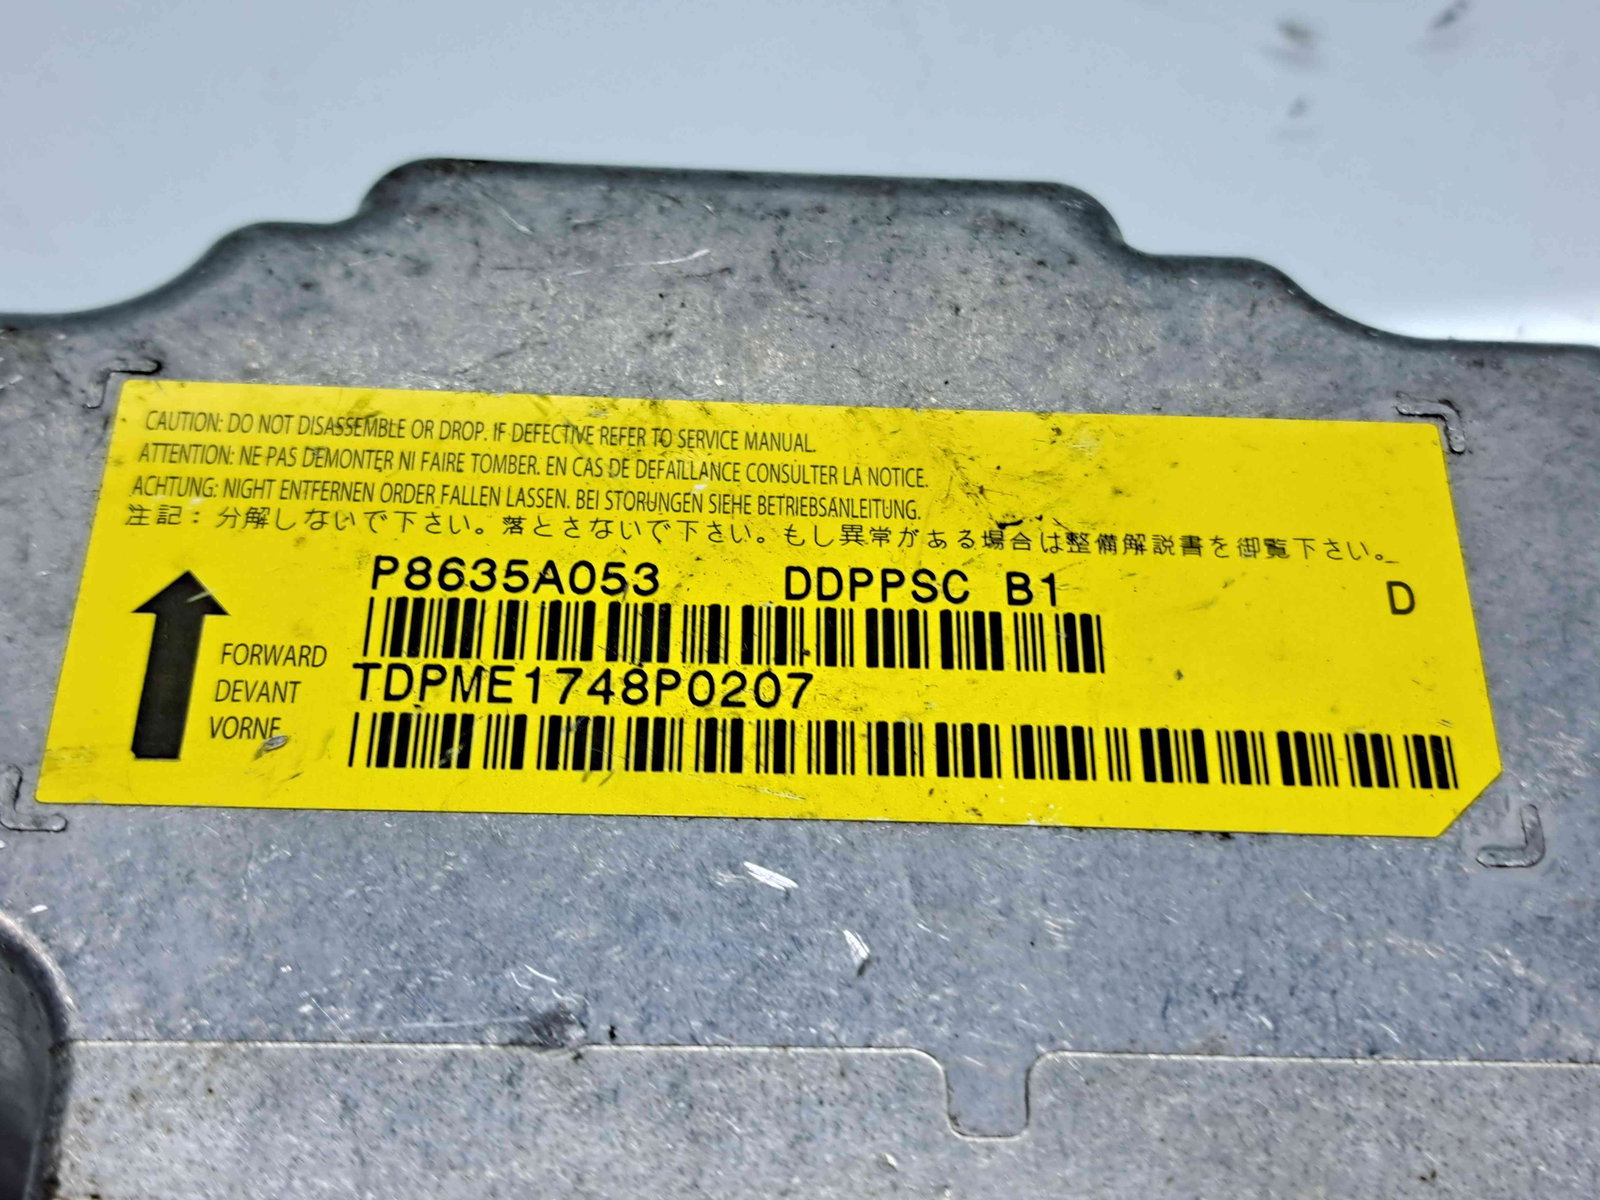 CAUTION: DO NOT DISASSEMBLE OR DROP. IF DEFECTIVE REFER TO SERVICE MANUAL.
ATTENTION: NE PAS DEMONTER NI FAIRE TOMBER. EN CAS DE DEFAILLANCE CONSULTER LA NOTICE.
ACHTUNG: NIGHT ENTFERNEN ORDER FALLEN LASSEN. BEI STORUNGEN SIEHE BETRIEBSANLEITUNG.
注記：分解しないで下さい。落とさないで下さい。もし異常がある場合は整備解説書を御覧下さい。
P8635A053 DDPPSC B1 D
FORWARD
DEVANT
VORNE
TDPME1748P0207